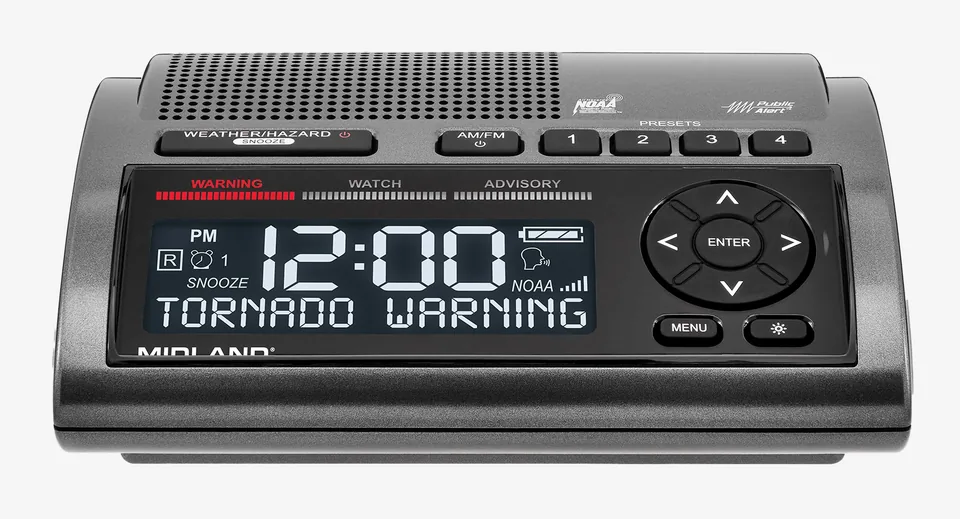 NOAA
Public
Alert
PRESETS
WEATHER/HAZARD
SNOOZE
AM/FM
1
2
3
4
WARNING
WATCH
ADVISORY
PM
12:00
R
1
SNOOZE
NOAA
TORNADO WARNING
ENTER
MENU
MIDLAND®